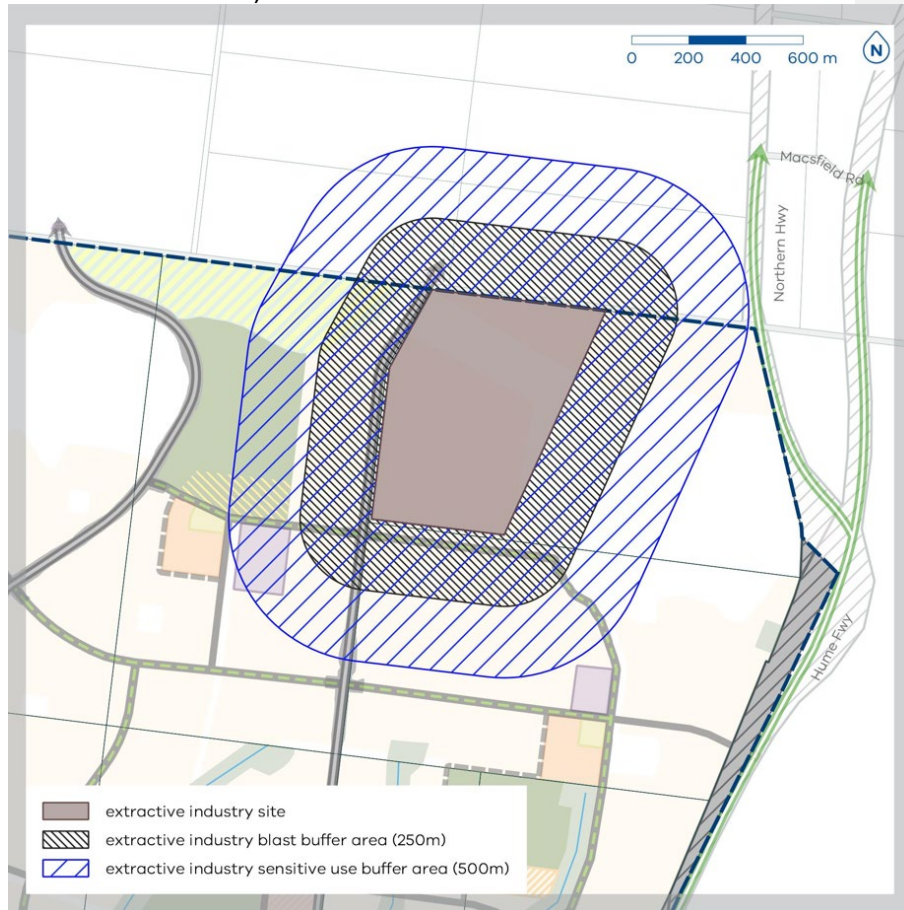 0 200 400 600 m
N
Macsfield Rd
Northern Hwy
Hume Fwy
extractive industry site
extractive industry blast buffer area (250m)
extractive industry sensitive use buffer area (500m)